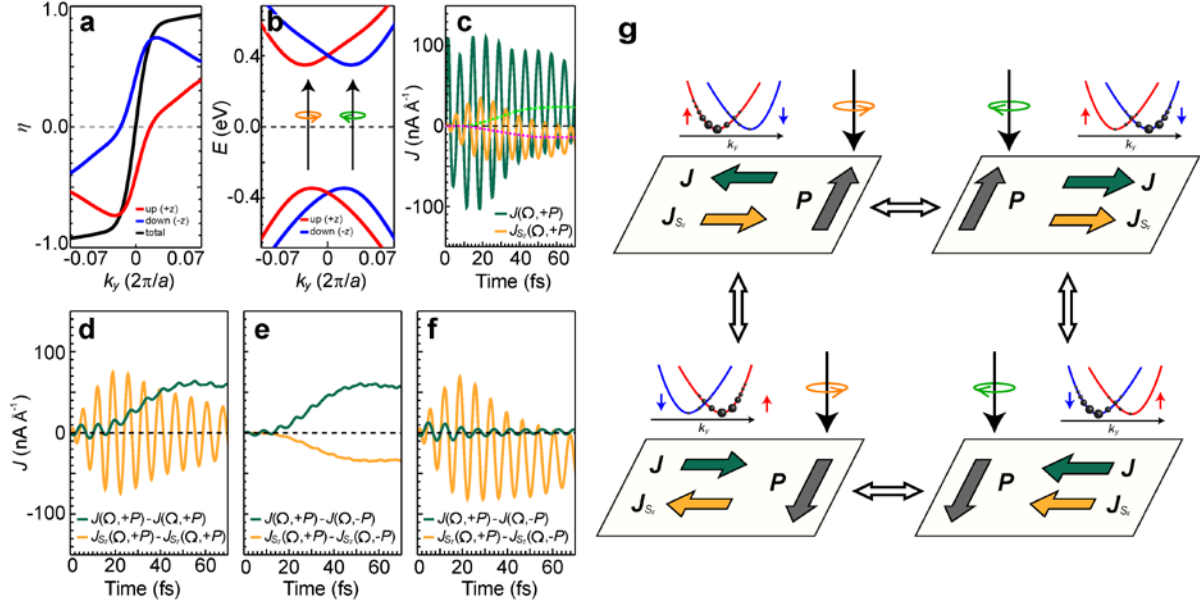 a
1.0
0.0
-1.0
η
up (+z)
down (-z)
total
-0.07 0.0 0.07
k_y (2π/a)
b
E (eV)
0.4
0.0
-0.4
up (+z)
down (-z)
-0.07 0.0 0.07
k_y (2π/a)
c
J (nA Å⁻¹)
100
0
-100
J(Ω,+P)
J_Sz(Ω,+P)
0 20 40 60
Time (fs)
d
J (nA Å⁻¹)
100
0
-100
J(Ω,+P)-J(Ω,+P)
J_Sz(Ω,+P)-J_Sz(Ω,+P)
0 20 40 60
Time (fs)
e
J(Ω,+P)-J(Ω,-P)
J_Sz(Ω,+P)-J_Sz(Ω,-P)
0 20 40 60
Time (fs)
f
J(Ω,+P)-J(Ω,-P)
J_Sz(Ω,+P)-J_Sz(Ω,-P)
0 20 40 60
Time (fs)
g
k_y
J
J_Sz
P
k_y
P
J
J_Sz
k_y
J
J_Sz
P
k_y
P
J
J_Sz